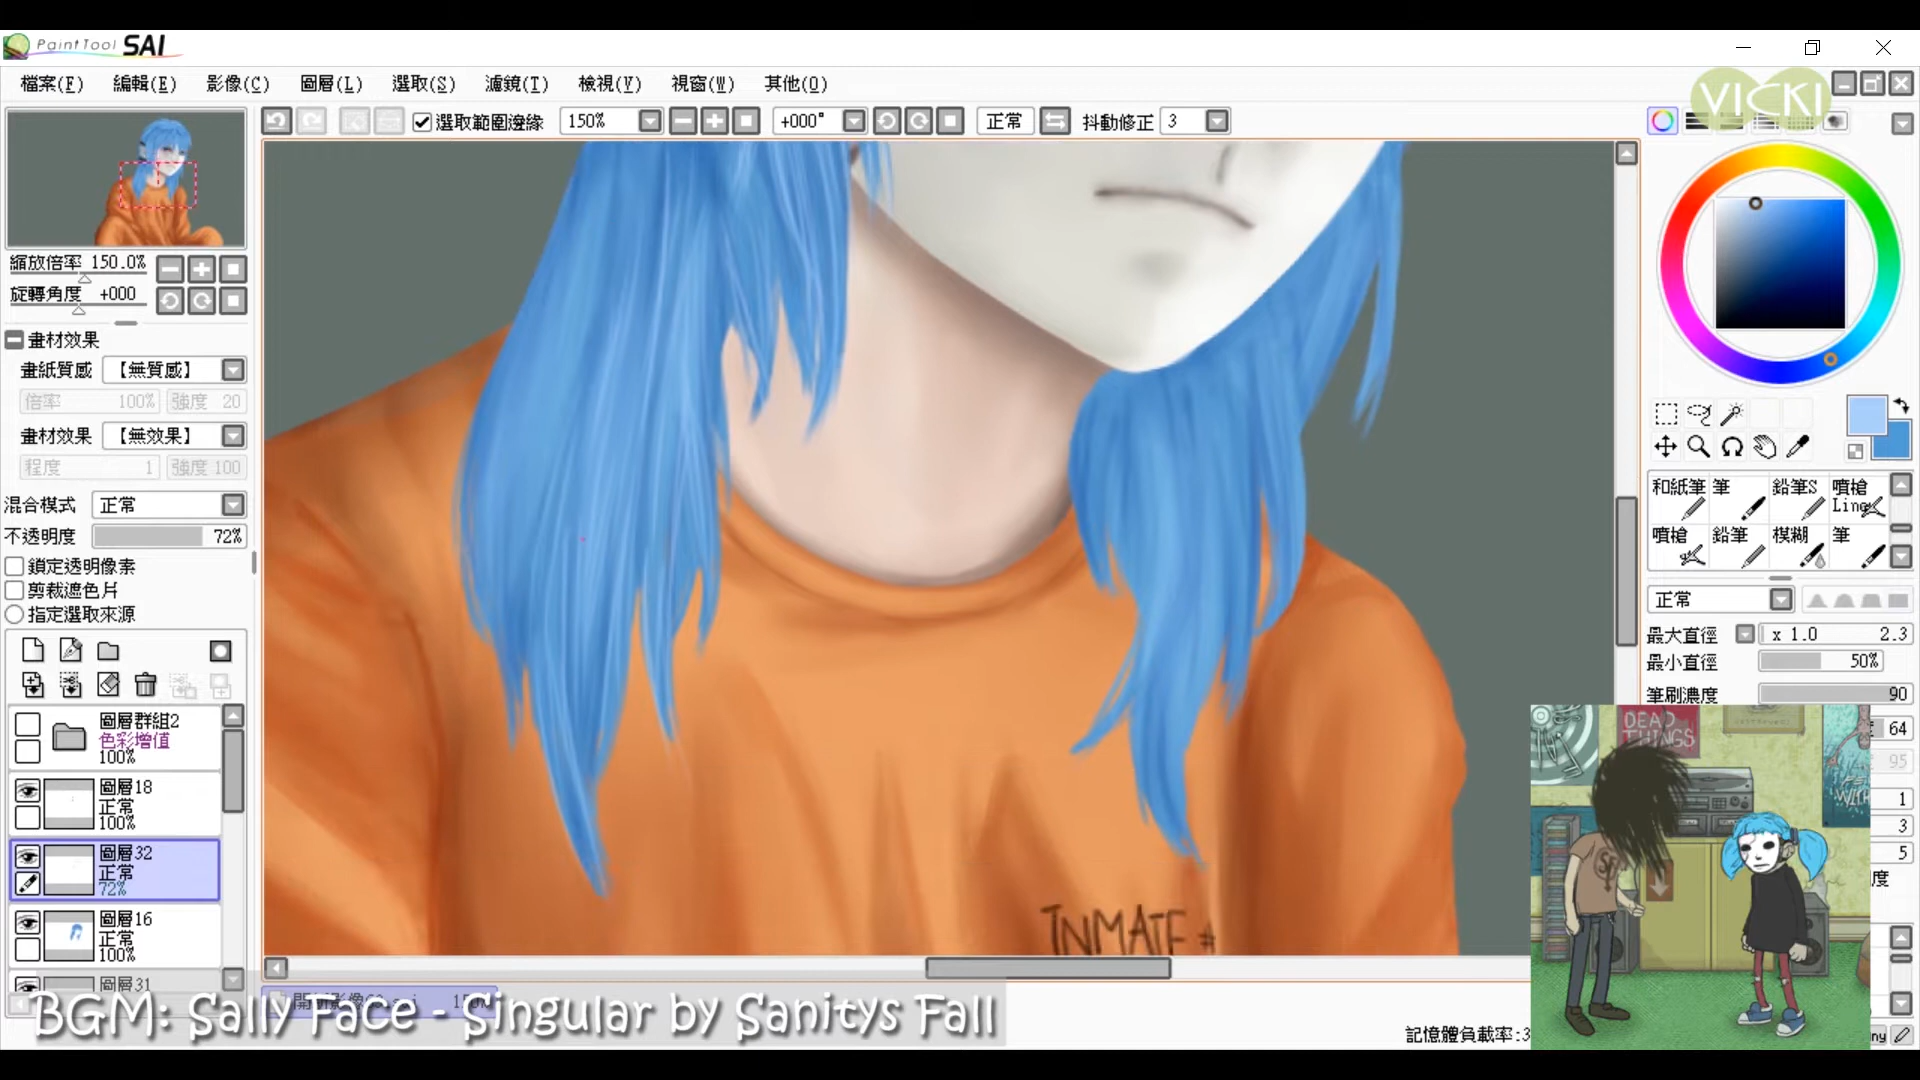 PaintTool SAI
檔案(F) 編輯(E) 影像(C) 圖層(L) 選取(S) 濾鏡(T) 檢視(V) 視窗(W) 其他(O)
VICKI
選取範圍邊緣 150% +000° 正常 抖動修正 3
縮放倍率 150.0%
旋轉角度 +000
畫材效果
畫紙質感 【無質感】
倍率 100% 強度 20
畫材效果 【無效果】
程度 1 強度 100
混合模式 正常
不透明度 72%
鎖定透明像素
剪裁遮色片
指定選取來源
圖層群組2
色彩增值
100%
圖層18
正常
100%
圖層32
正常
72%
圖層16
正常
100%
圖層31
INMATE #
和紙筆 筆 鉛筆S 噴槍
Line
噴槍 鉛筆 模糊 筆
正常
最大直徑 x 1.0 2.3
最小直徑 50%
筆刷濃度 90
64
95
1
3
5
度
DEAD
THINGS
SF
150%
BGM: Sally Face - Singular by Sanitys Fall
記憶體負載率:3
ny